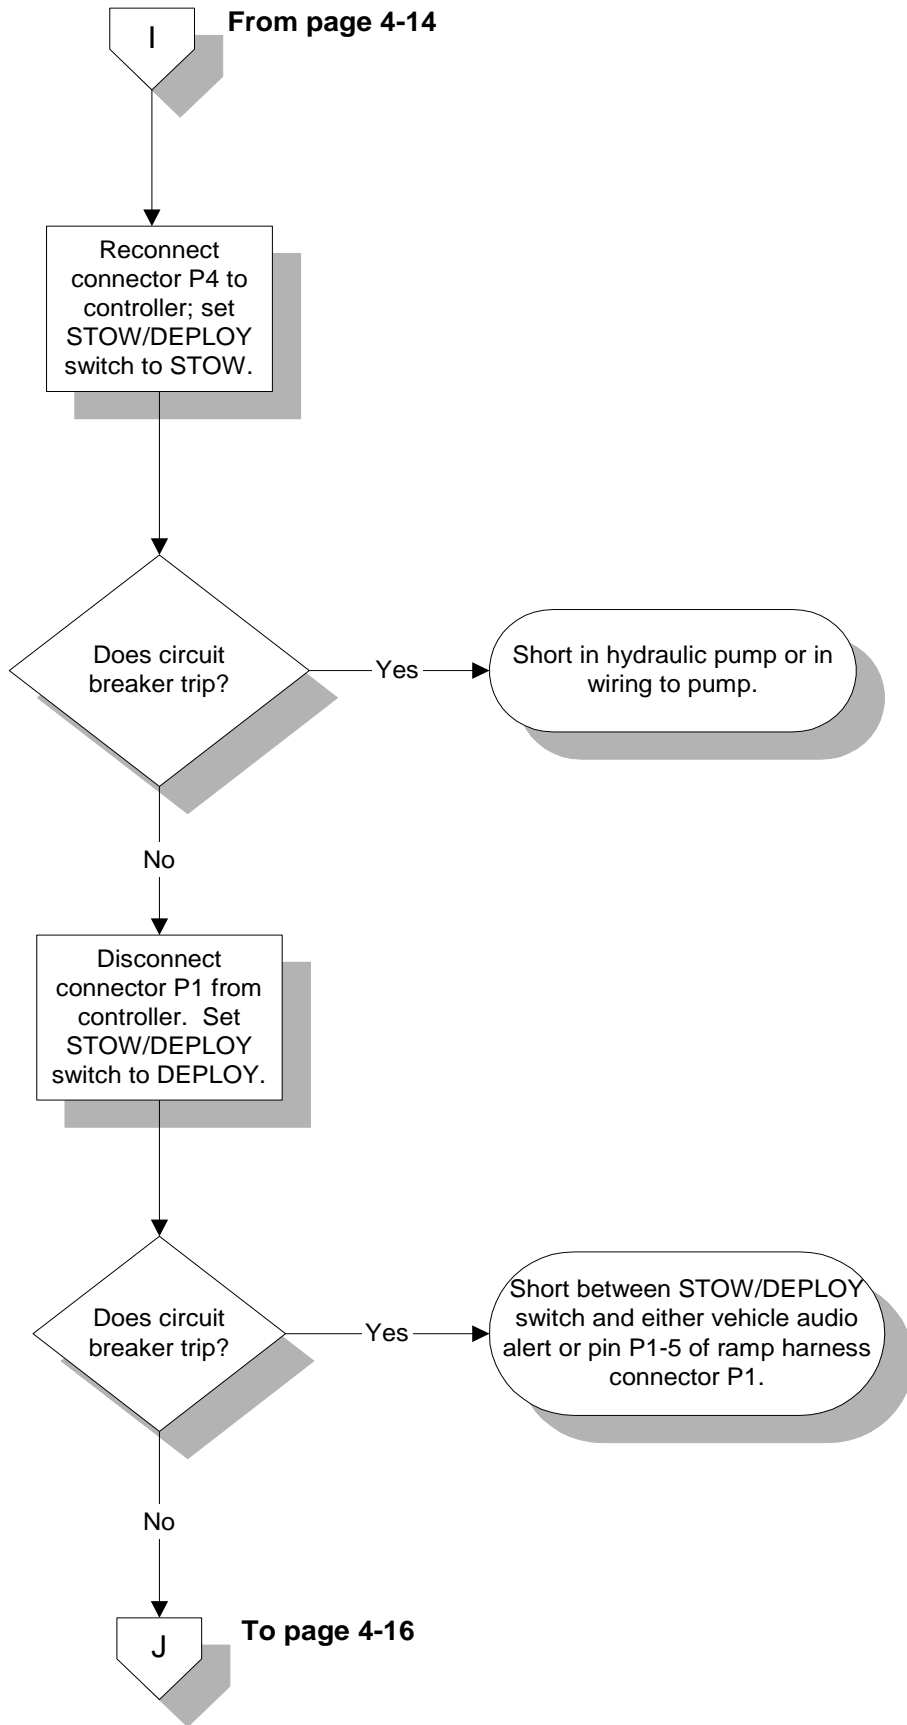 I
From page 4-14
Reconnect
connector P4 to
controller; set
STOW/DEPLOY
switch to STOW.
Does circuit
breaker trip?
Yes
Short in hydraulic pump or in
wiring to pump.
No
Disconnect
connector P1 from
controller.  Set
STOW/DEPLOY
switch to DEPLOY.
Does circuit
breaker trip?
Yes
Short between STOW/DEPLOY
switch and either vehicle audio
alert or pin P1-5 of ramp harness
connector P1.
No
J
To page 4-16